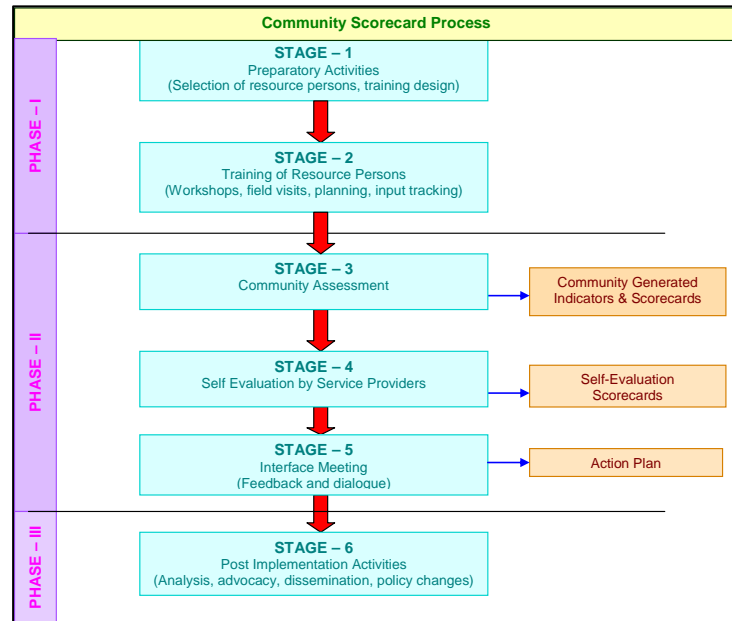 Community Scorecard Process
PHASE – I
STAGE – 1
Preparatory Activities
(Selection of resource persons, training design)
STAGE – 2
Training of Resource Persons
(Workshops, field visits, planning, input tracking)
PHASE – II
STAGE – 3
Community Assessment
Community Generated
Indicators & Scorecards
STAGE – 4
Self Evaluation by Service Providers
Self-Evaluation
Scorecards
STAGE – 5
Interface Meeting
(Feedback and dialogue)
Action Plan
PHASE – III
STAGE – 6
Post Implementation Activities
(Analysis, advocacy, dissemination, policy changes)